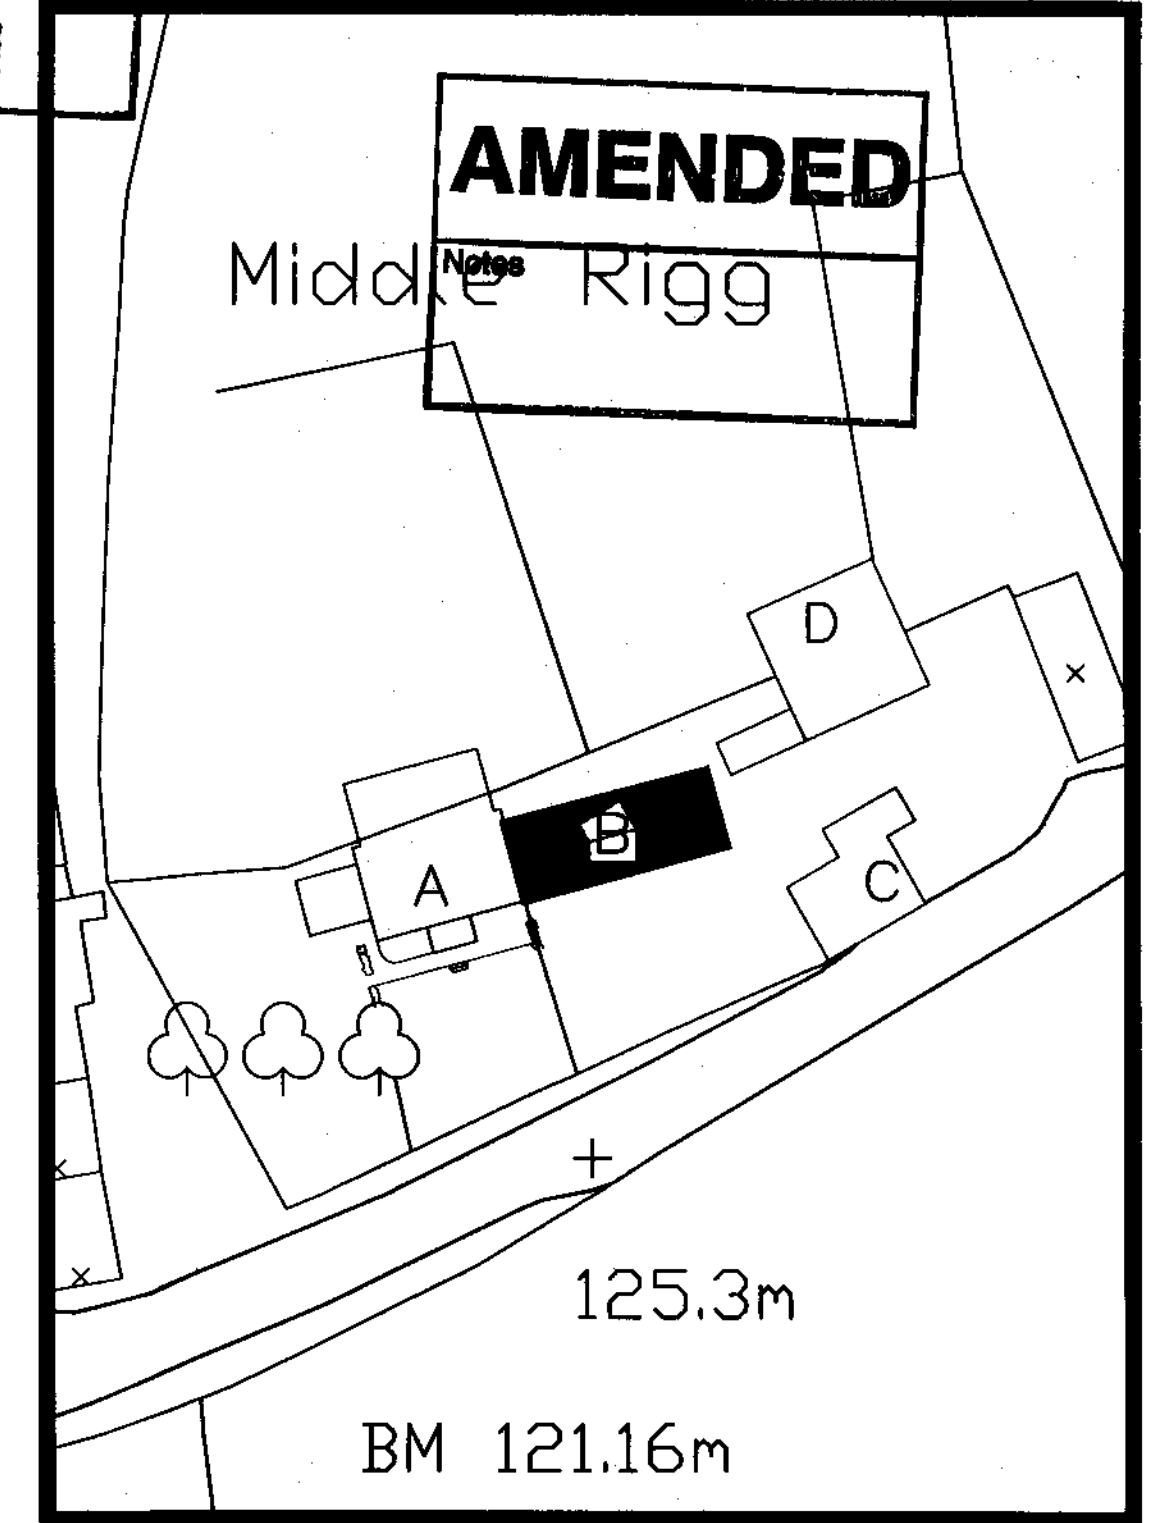 AMENDED
Notes
Middle Rigg
D
B
A
C
125.3m
BM 121.16m